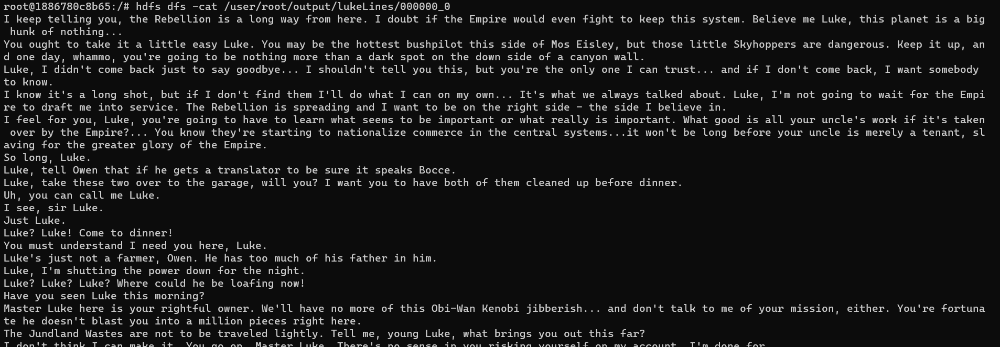 root@1886780c8b65:/# hdfs dfs -cat /user/root/output/lukeLines/000000_0
I keep telling you, the Rebellion is a long way from here. I doubt if the Empire would even fight to keep this system. Believe me Luke, this planet is a big
 hunk of nothing...
You ought to take it a little easy Luke. You may be the hottest bushpilot this side of Mos Eisley, but those little Skyhoppers are dangerous. Keep it up, an
d one day, whammo, you're going to be nothing more than a dark spot on the down side of a canyon wall.
Luke, I didn't come back just to say goodbye... I shouldn't tell you this, but you're the only one I can trust... and if I don't come back, I want somebody
to know.
I know it's a long shot, but if I don't find them I'll do what I can on my own... It's what we always talked about. Luke, I'm not going to wait for the Empi
re to draft me into service. The Rebellion is spreading and I want to be on the right side - the side I believe in.
I feel for you, Luke, you're going to have to learn what seems to be important or what really is important. What good is all your uncle's work if it's taken
 over by the Empire?... You know they're starting to nationalize commerce in the central systems...it won't be long before your uncle is merely a tenant, sl
aving for the greater glory of the Empire.
So long, Luke.
Luke, tell Owen that if he gets a translator to be sure it speaks Bocce.
Luke, take these two over to the garage, will you? I want you to have both of them cleaned up before dinner.
Uh, you can call me Luke.
I see, sir Luke.
Just Luke.
Luke? Luke! Come to dinner!
You must understand I need you here, Luke.
Luke's just not a farmer, Owen. He has too much of his father in him.
Luke, I'm shutting the power down for the night.
Luke? Luke? Luke? Where could he be loafing now!
Have you seen Luke this morning?
Master Luke here is your rightful owner. We'll have no more of this Obi-Wan Kenobi jibberish... and don't talk to me of your mission, either. You're fortuna
te he doesn't blast you into a million pieces right here.
The Jundland Wastes are not to be traveled lightly. Tell me, young Luke, what brings you out this far?
I don't think I can make it. You go on, Master Luke. There's no sense in you risking yourself on my account. I'm done for.